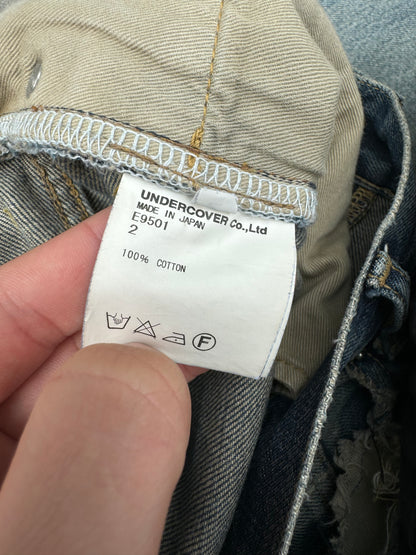 UNDERCOVER Co.,Ltd
MADE IN JAPAN
E9501
2
100% COTTON
F